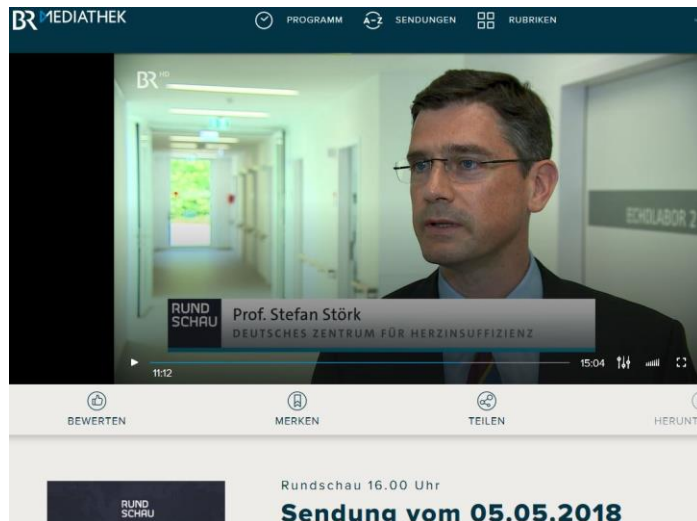 BR MEDIATHEK
PROGRAMM
A-Z SENDUNGEN
RUBRIKEN
BR HD
ECHOLABOR 2
RUND
SCHAU
Prof. Stefan Störk
DEUTSCHES ZENTRUM FÜR HERZINSUFFIZIENZ
11:12
15:04
BEWERTEN
MERKEN
TEILEN
HERUNT
RUND
SCHAU
Rundschau 16.00 Uhr
Sendung vom 05.05.2018